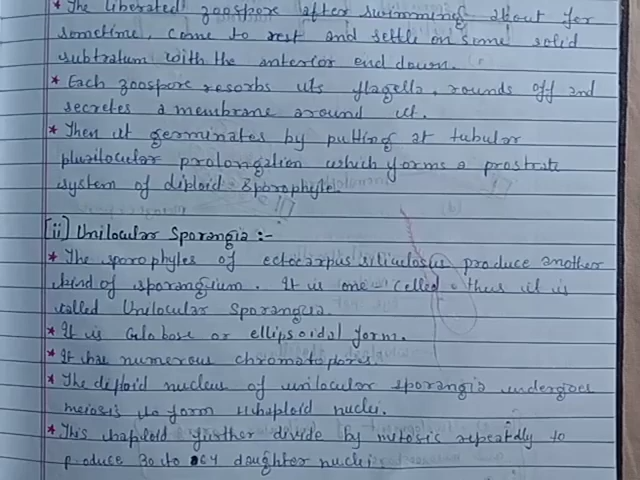 * The liberated zoospore after swimming about for
sometime, come to rest and settle on some solid
subtratum with the anterior end down.
* Each zoospore resorbs its flagella, rounds off and
secretes a membrane around it.
* Then it germinates by putting at tubular
plurilocular prolongation which forms a prostrate
system of diploid sporophyte.
[ii] Unilocular Sporangia :-
* The sporophytes of ectocarpus siliculosus produce another
kind of sporangium. It is one-celled. thus it is
called Unilocular Sporangia.
* It is Globose or ellipsoidal form.
* It has numerous chromatopores.
* The diploid nucleus of unilocular sporangia undergoes
meiosis to form 4 haploid nuclei.
* This haploid further divide by mitosis repeatdly to
produce 30 to 64 daughter nuclei